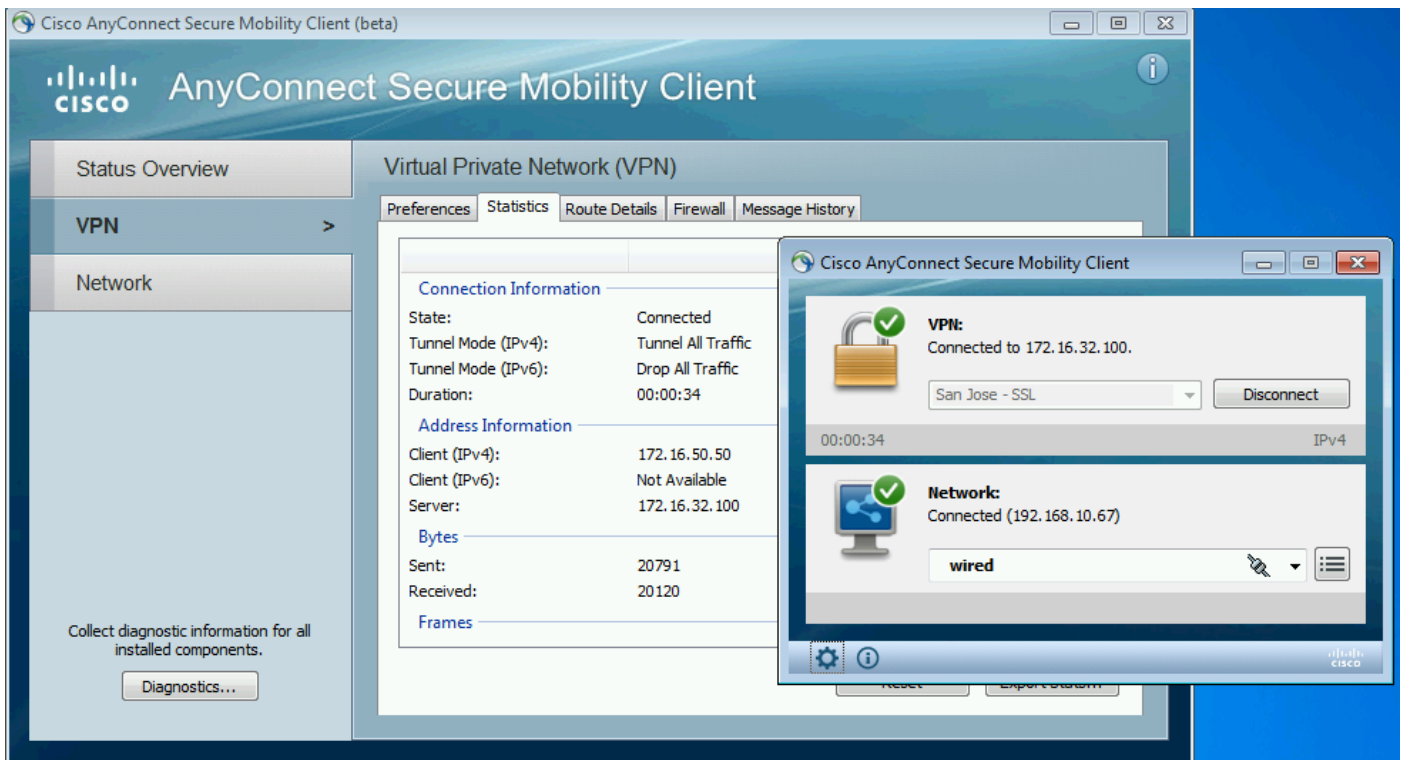 Cisco AnyConnect Secure Mobility Client (beta)
CISCO
AnyConnect Secure Mobility Client
Status Overview
VPN >
Network
Collect diagnostic information for all
installed components.
Diagnostics...
Virtual Private Network (VPN)
Preferences Statistics Route Details Firewall Message History
Connection Information
State: Connected
Tunnel Mode (IPv4): Tunnel All Traffic
Tunnel Mode (IPv6): Drop All Traffic
Duration: 00:00:34
Address Information
Client (IPv4): 172.16.50.50
Client (IPv6): Not Available
Server: 172.16.32.100
Bytes
Sent: 20791
Received: 20120
Frames
Cisco AnyConnect Secure Mobility Client
VPN:
Connected to 172.16.32.100.
San Jose - SSL Disconnect
00:00:34 IPv4
Network:
Connected (192.168.10.67)
wired
CISCO